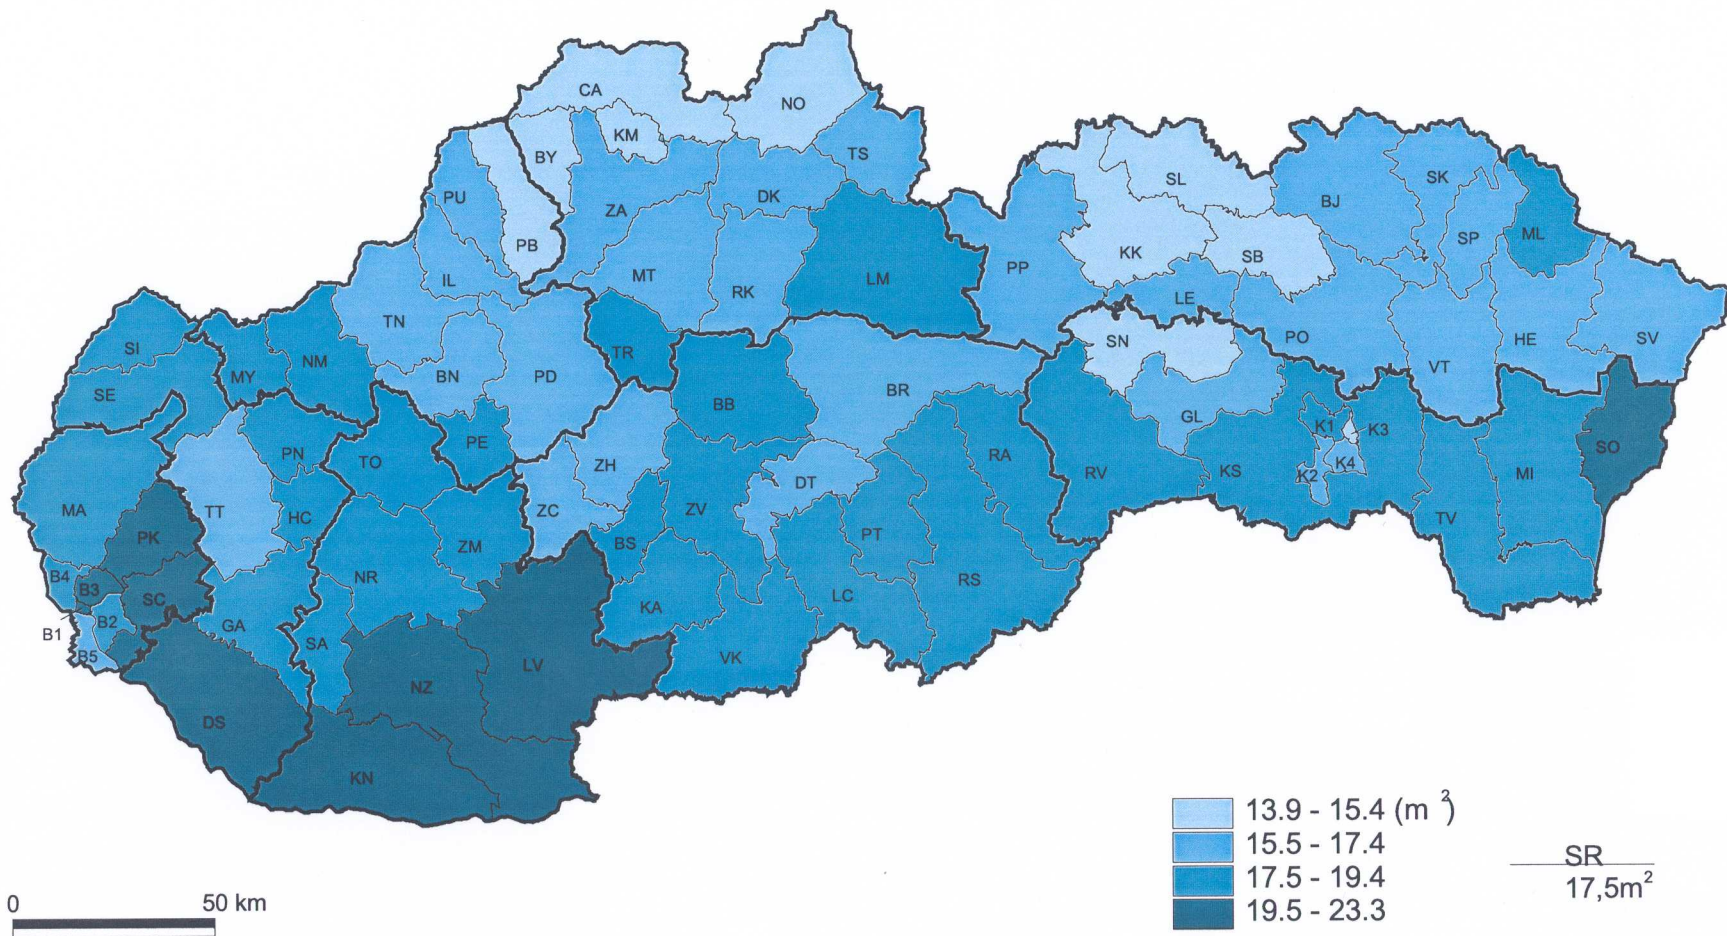 CA
NO
KM
BY
TS
SL
SK
PU
ZA
DK
BJ
PB
KK
SB
SP
ML
IL
MT
RK
LM
PP
LE
TN
SI
MY
NM
TR
SN
PO
HE
SV
SE
BN
PD
BB
BR
VT
PN
TO
PE
ZH
GL
K1
K3
SO
MA
TT
HC
ZC
DT
RA
RV
KS
K2
K4
MI
PK
ZM
BS
ZV
PT
TV
B4
B3
SC
NR
KA
LC
RS
B1
B2
GA
SA
B5
LV
VK
NZ
DS
KN
13.9 - 15.4 (m²)
15.5 - 17.4
17.5 - 19.4
19.5 - 23.3
SR
17,5m²
0 50 km